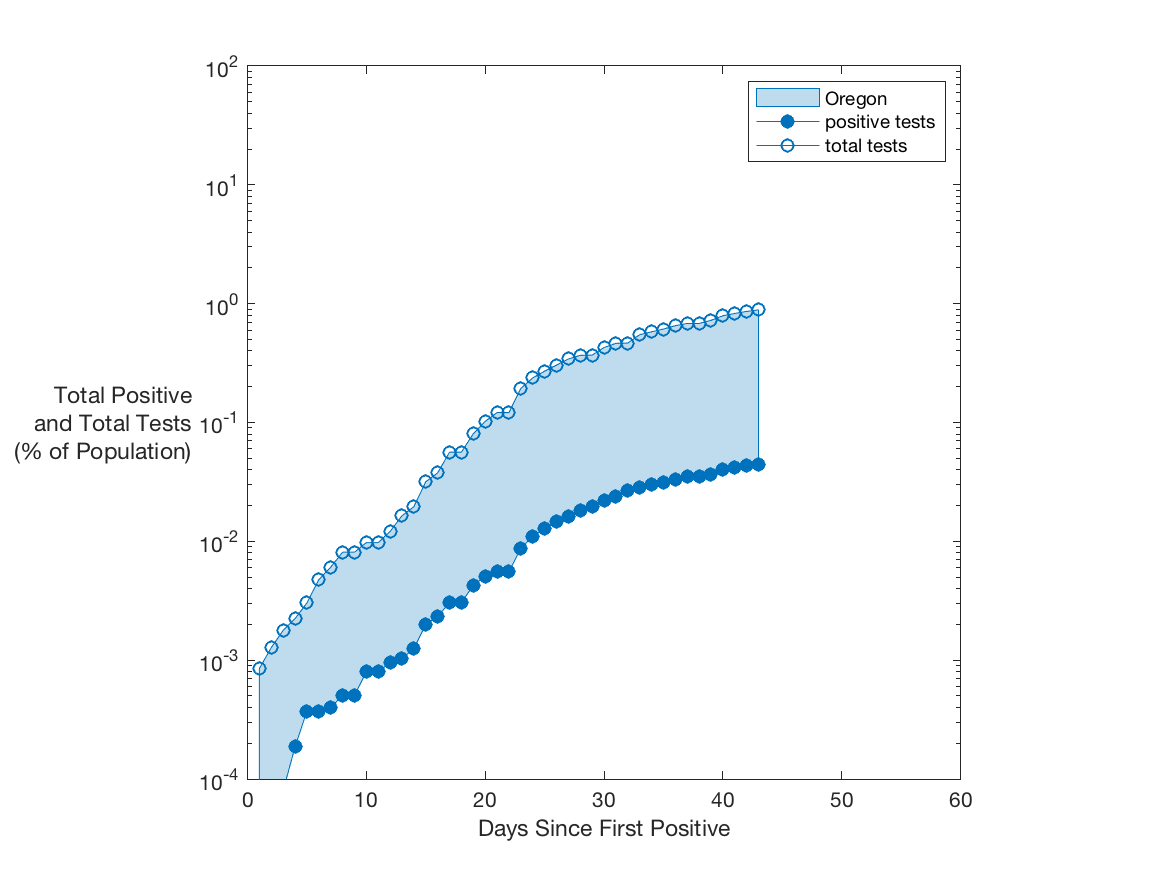 10^2
10^1
10^0
10^-1
10^-2
10^-3
10^-4
Total Positive
and Total Tests
(% of Population)
Oregon
positive tests
total tests
0 10 20 30 40 50 60
Days Since First Positive